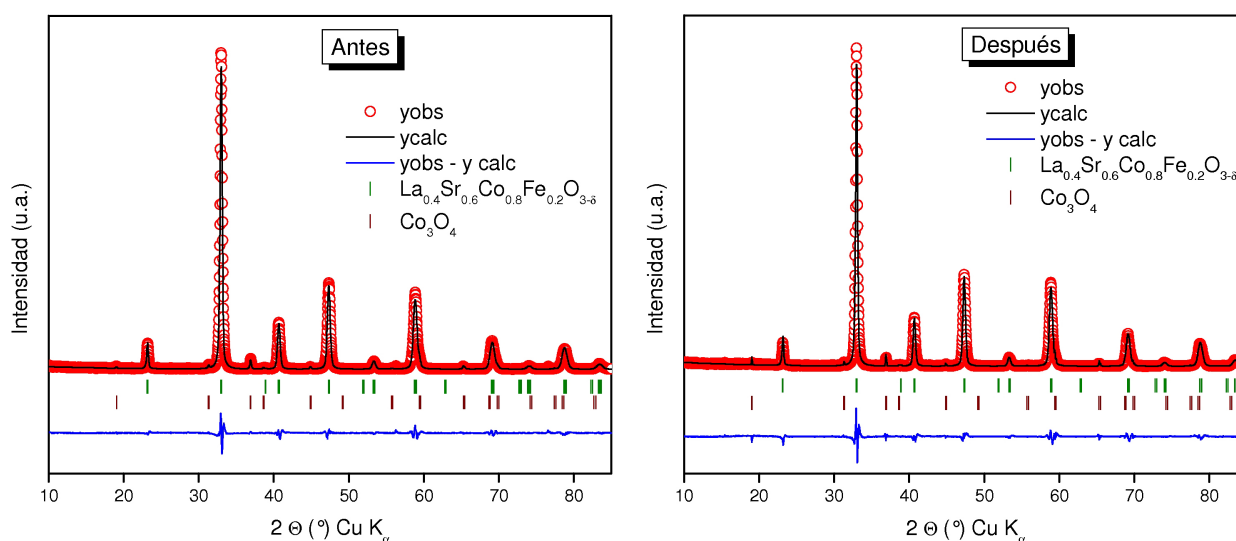 Antes
yobs
ycalc
yobs - y calc
La0.4Sr0.6Co0.8Fe0.2O3-δ
Co3O4
Intensidad (u.a.)
10 20 30 40 50 60 70 80
2 Θ (°) Cu Kα
Después
yobs
ycalc
yobs - y calc
La0.4Sr0.6Co0.8Fe0.2O3-δ
Co3O4
Intensidad (u.a.)
10 20 30 40 50 60 70 80
2 Θ (°) Cu Kα